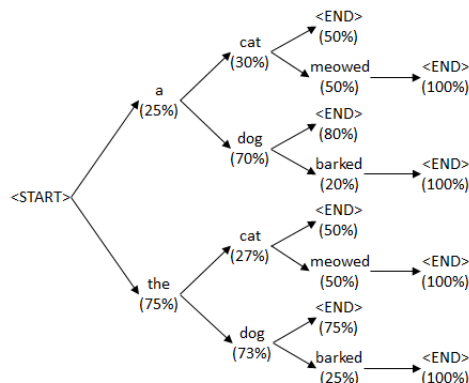 <END>
(50%)
cat
(30%)
meowed
(50%)
<END>
(100%)
a
(25%)
<END>
(80%)
dog
(70%)
barked
(20%)
<END>
(100%)
<START>
<END>
(50%)
cat
(27%)
meowed
(50%)
<END>
(100%)
the
(75%)
<END>
(75%)
dog
(73%)
barked
(25%)
<END>
(100%)